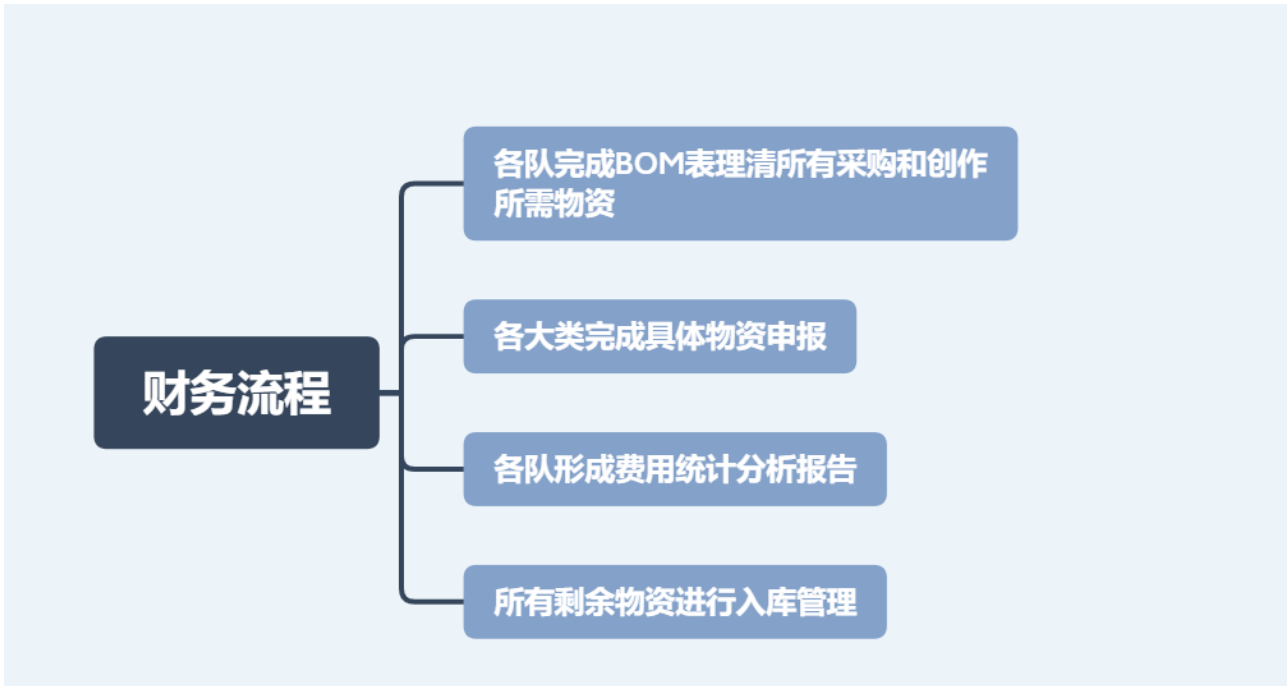 财务流程
各队完成BOM表理清所有采购和创作
所需物资
各大类完成具体物资申报
各队形成费用统计分析报告
所有剩余物资进行入库管理